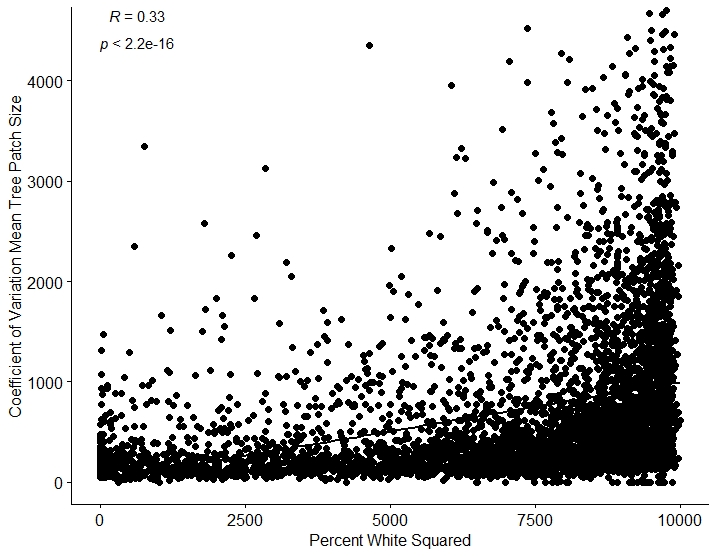 R = 0.33
p < 2.2e-16
Coefficient of Variation Mean Tree Patch Size
4000
3000
2000
1000
0
0 2500 5000 7500 10000
Percent White Squared